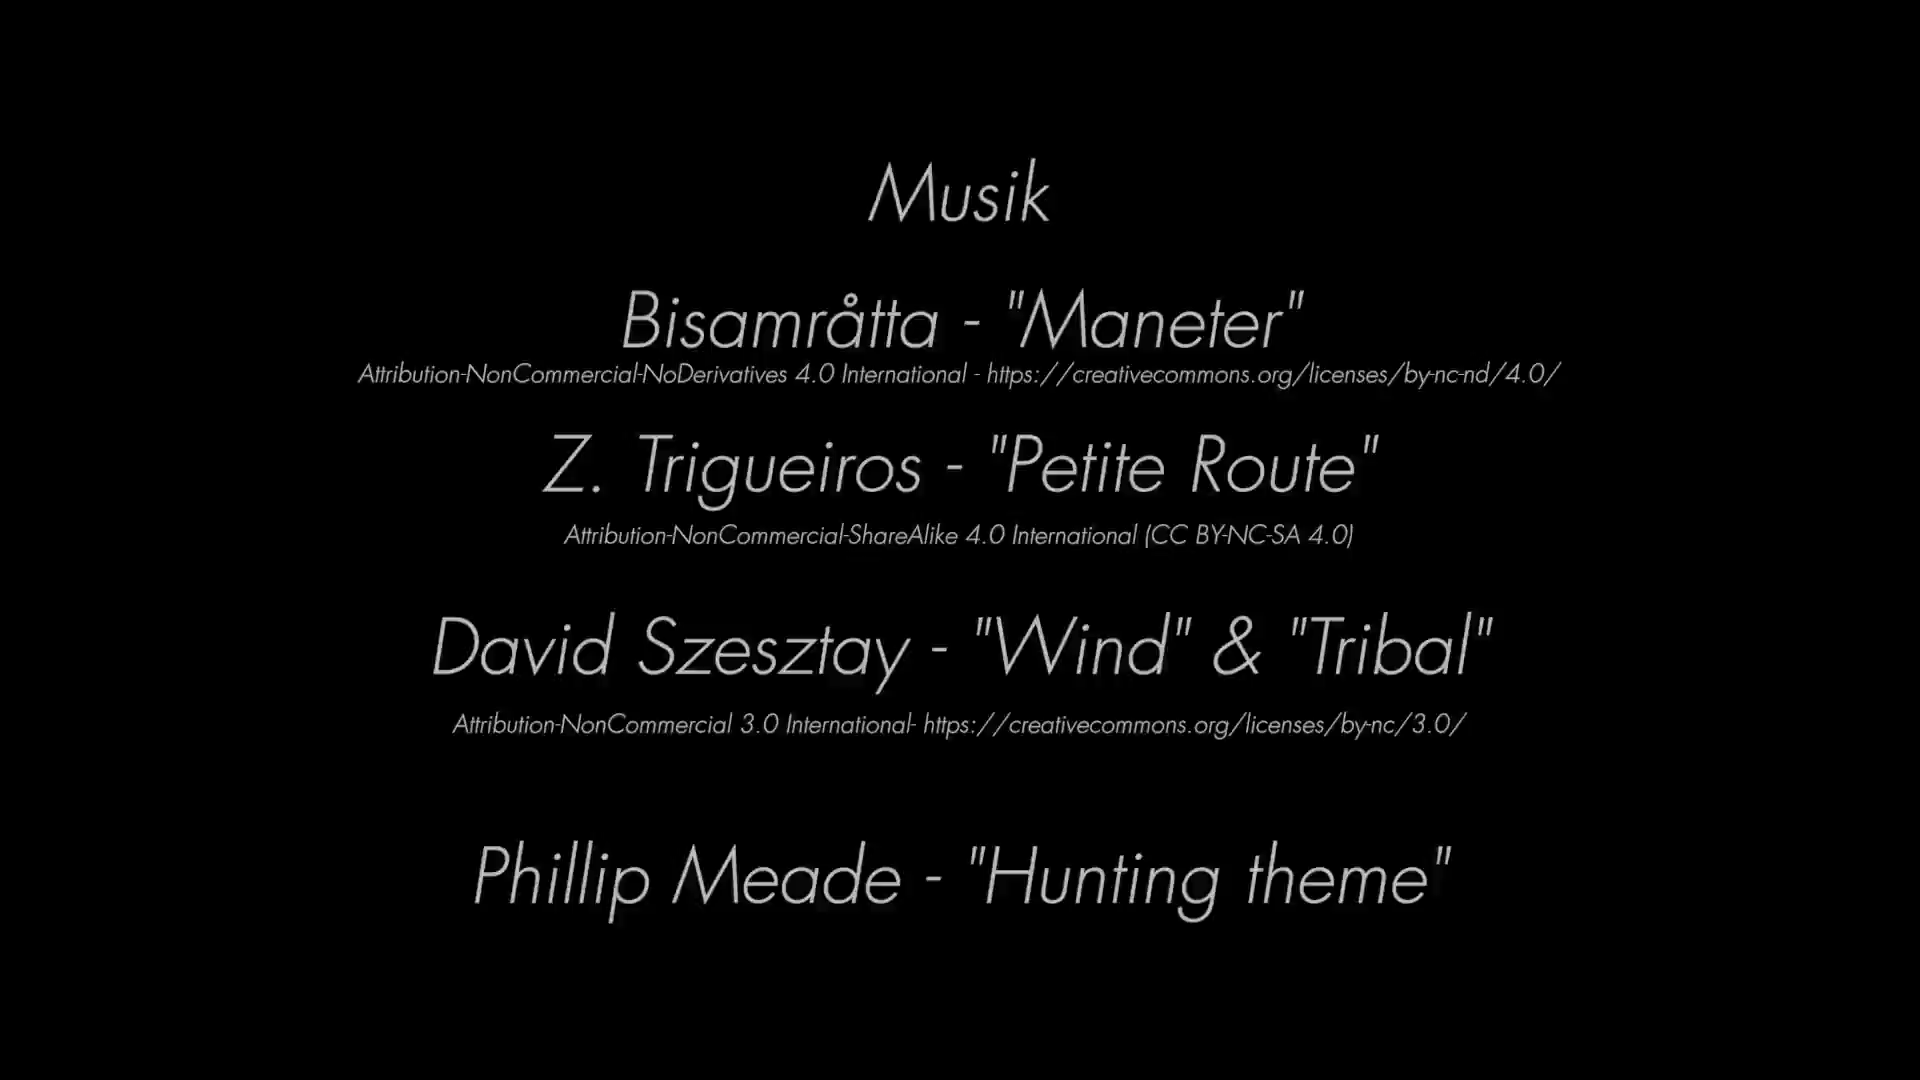 Musik
Bisamråtta - "Maneter"
Attribution-NonCommercial-NoDerivatives 4.0 International - https://creativecommons.org/licenses/by-nc-nd/4.0/
Z. Trigueiros - "Petite Route"
Attribution-NonCommercial-ShareAlike 4.0 International (CC BY-NC-SA 4.0)
David Szesztay - "Wind" & "Tribal"
Attribution-NonCommercial 3.0 International- https://creativecommons.org/licenses/by-nc/3.0/
Phillip Meade - "Hunting theme"